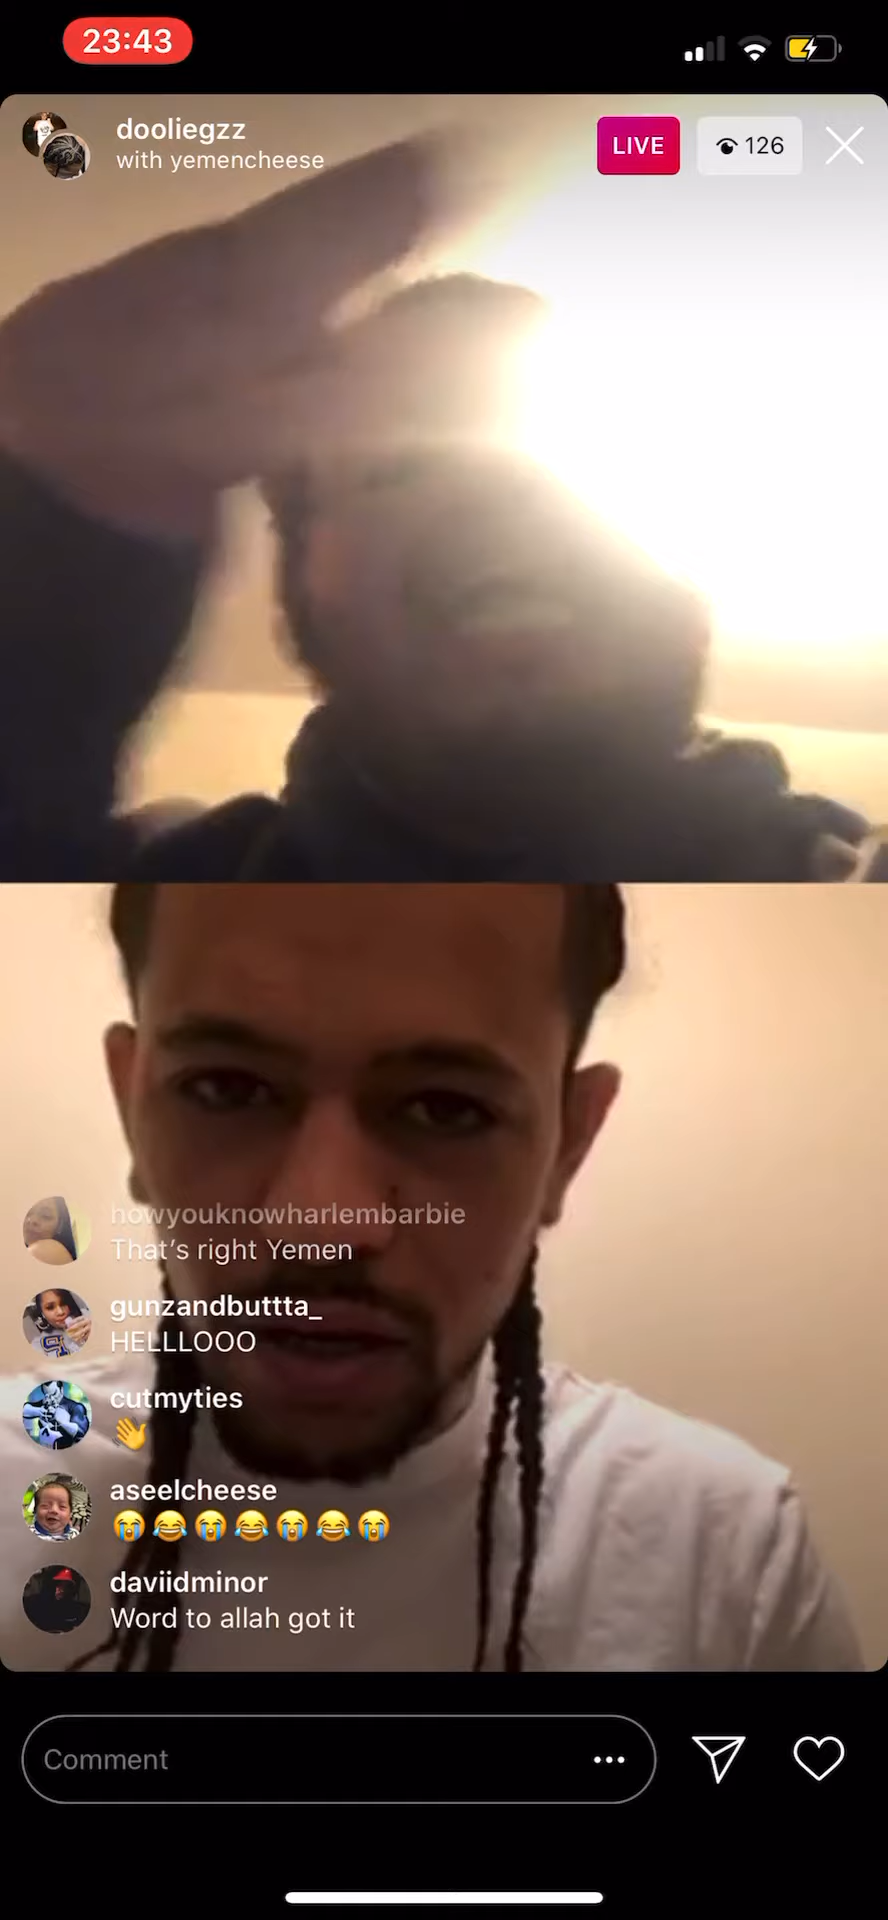 23:43
dooliegzz
with yemencheese
LIVE
126
howyouknowharlembarbie
That's right Yemen
gunzandbuttta_
HELLLOOO
cutmyties
👋
aseelcheese
😭😂😭😂😭😂😭
daviidminor
Word to allah got it
Comment